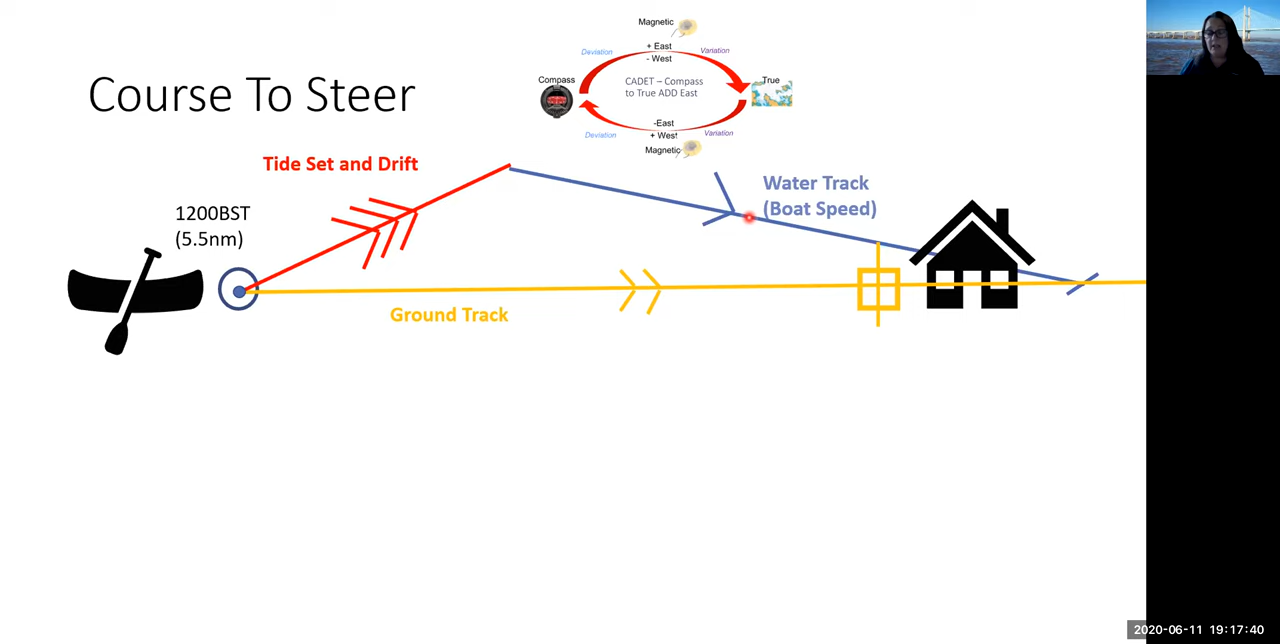 Magnetic
Deviation
+ East
- West
Variation
Course To Steer
Compass
CADET – Compass
to True ADD East
True
-East
+ West
Deviation
Variation
Magnetic
Tide Set and Drift
Water Track
(Boat Speed)
1200BST
(5.5nm)
Ground Track
2020-06-11 19:17:40